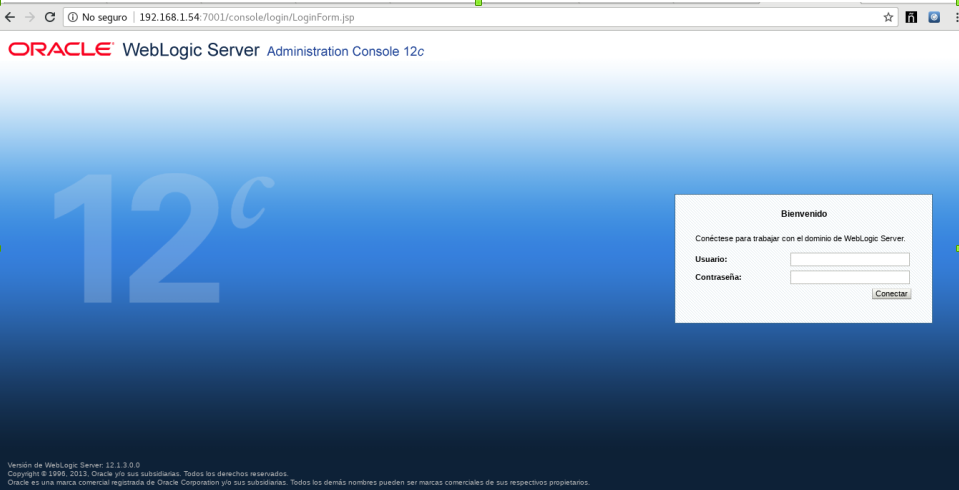 No seguro | 192.168.1.54:7001/console/login/LoginForm.jsp
ñ
ORACLE® WebLogic Server Administration Console 12c
12c
Bienvenido
Conéctese para trabajar con el dominio de WebLogic Server.
Usuario:
Contraseña:
Conectar
Versión de WebLogic Server: 12.1.3.0.0
Copyright © 1996, 2013, Oracle y/o sus subsidiarias. Todos los derechos reservados.
Oracle es una marca comercial registrada de Oracle Corporation y/o sus subsidiarias. Todos los demás nombres pueden ser marcas comerciales de sus respectivos propietarios.